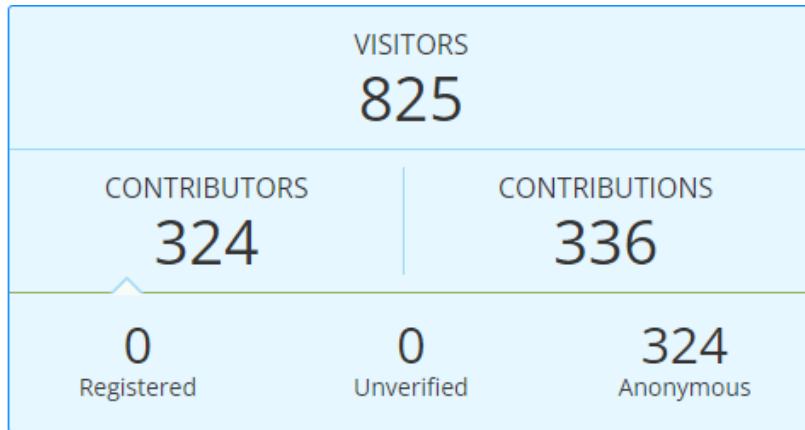 VISITORS
825
CONTRIBUTORS CONTRIBUTIONS
324 336
0 0 324
Registered Unverified Anonymous